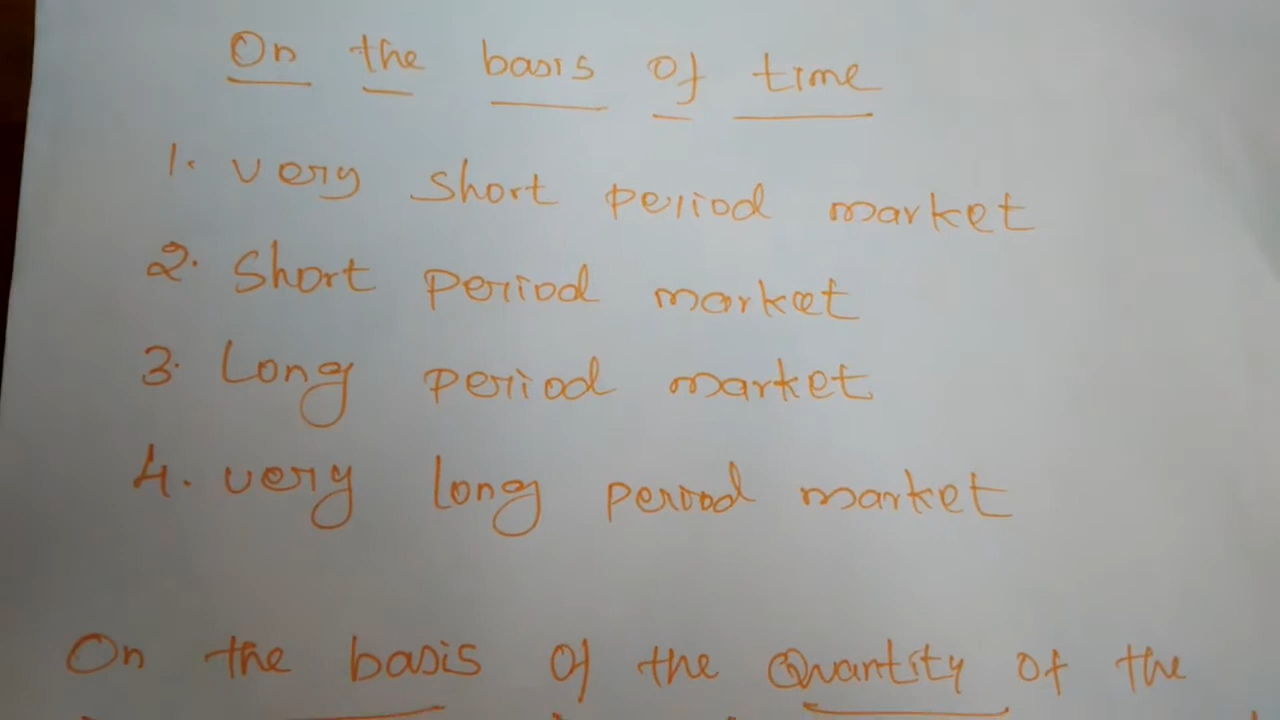 On the basis of time
1. very short period market
2. Short period market
3. Long period market
4. very long period market
On the basis of the Quantity of the